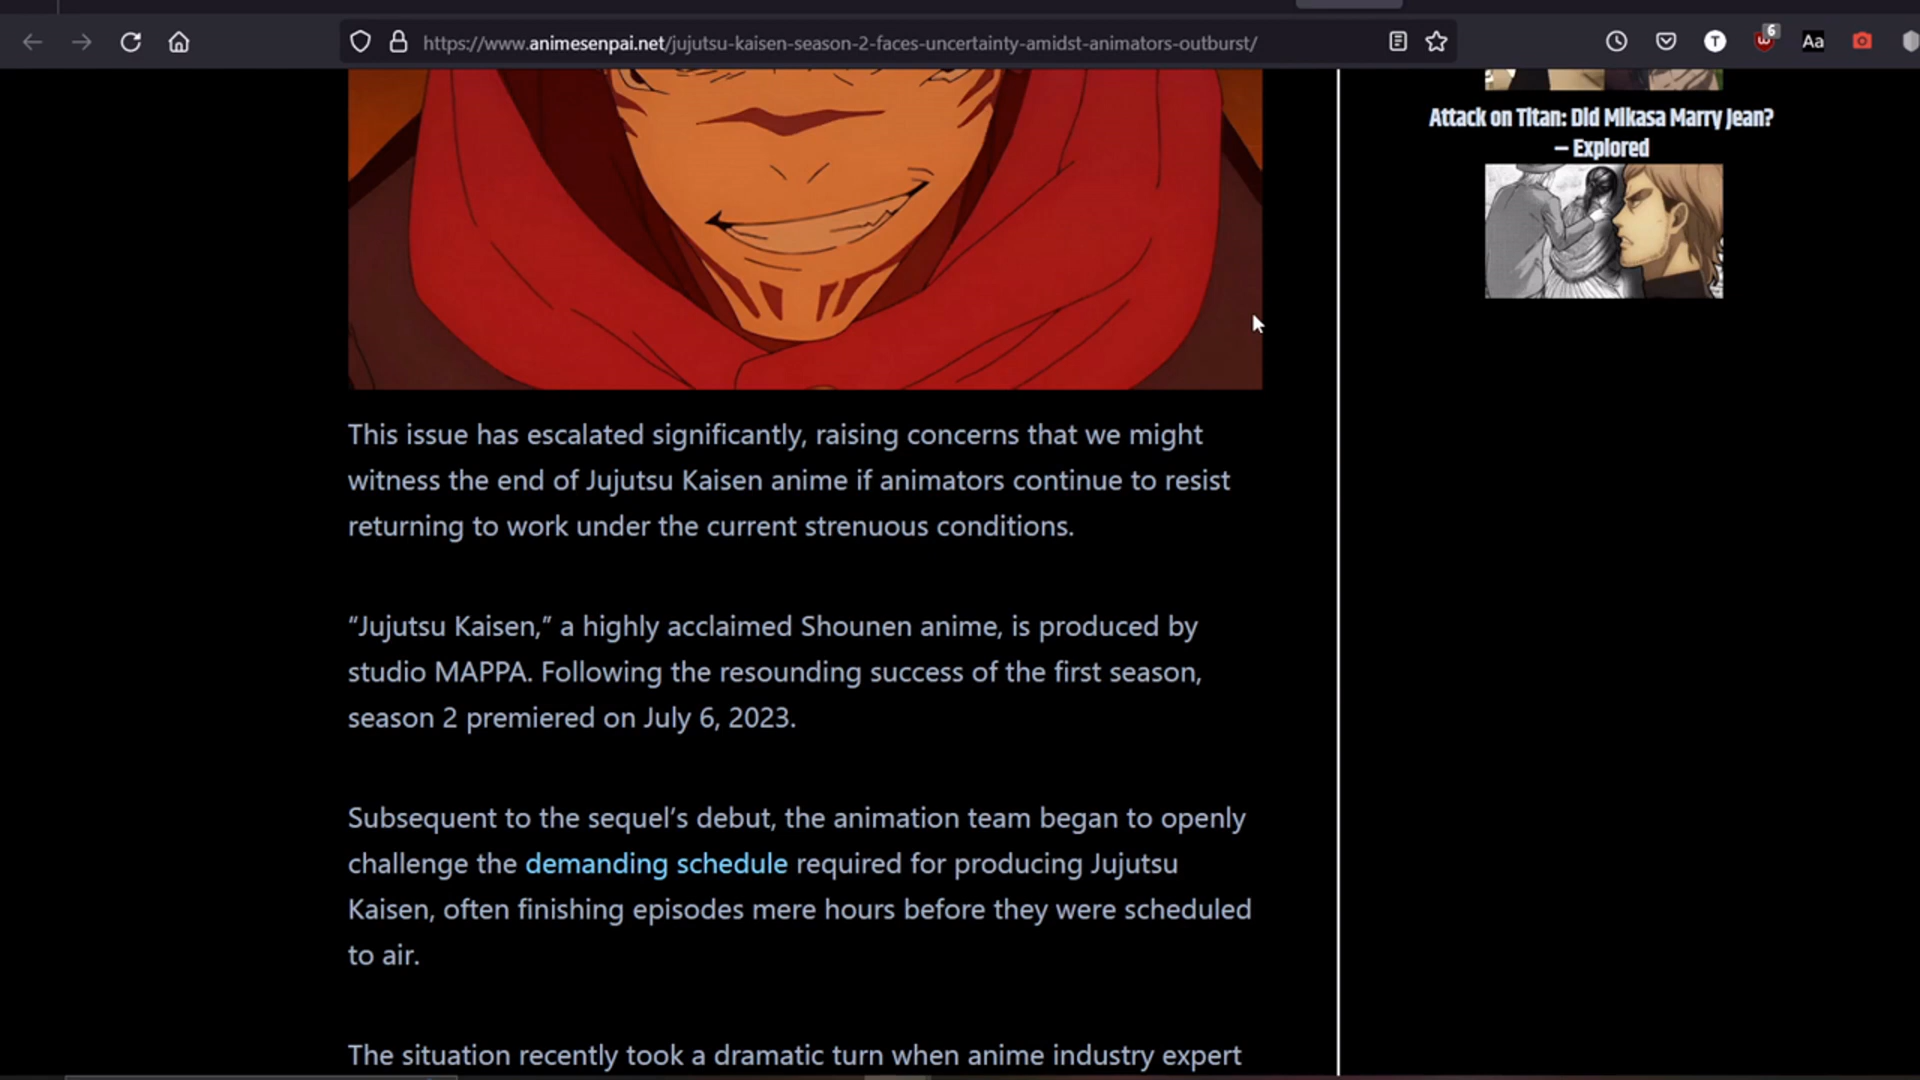 https://www.animesenpai.net/jujutsu-kaisen-season-2-faces-uncertainty-amidst-animators-outburst/
T
6
Aa
Attack on Titan: Did Mikasa Marry Jean?
– Explored
This issue has escalated significantly, raising concerns that we might
witness the end of Jujutsu Kaisen anime if animators continue to resist
returning to work under the current strenuous conditions.
“Jujutsu Kaisen,” a highly acclaimed Shounen anime, is produced by
studio MAPPA. Following the resounding success of the first season,
season 2 premiered on July 6, 2023.
Subsequent to the sequel’s debut, the animation team began to openly
challenge the demanding schedule required for producing Jujutsu
Kaisen, often finishing episodes mere hours before they were scheduled
to air.
The situation recently took a dramatic turn when anime industry expert